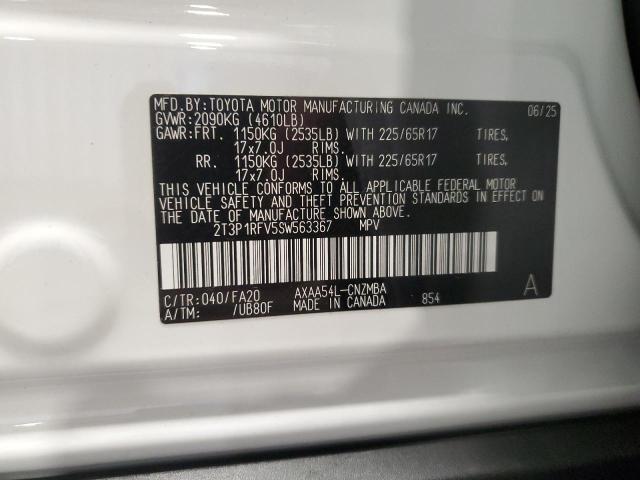 MFD.BY:TOYOTA MOTOR MANUFACTURING CANADA INC. 06/25
GVWR:2090KG (4610LB)
GAWR:FRT. 1150KG (2535LB) WITH 225/65R17 TIRES,
17x7.0J RIMS.
RR. 1150KG (2535LB) WITH 225/65R17 TIRES,
17x7.0J RIMS.
THIS VEHICLE CONFORMS TO ALL APPLICABLE FEDERAL MOTOR
VEHICLE SAFETY AND THEFT PREVENTION STANDARDS IN EFFECT ON
THE DATE OF MANUFACTURE SHOWN ABOVE.
2T3P1RFV5SW563367 MPV
C/TR:040/FA20 AXAA54L-CNZMBA A
A/TM: /UB80F MADE IN CANADA 854